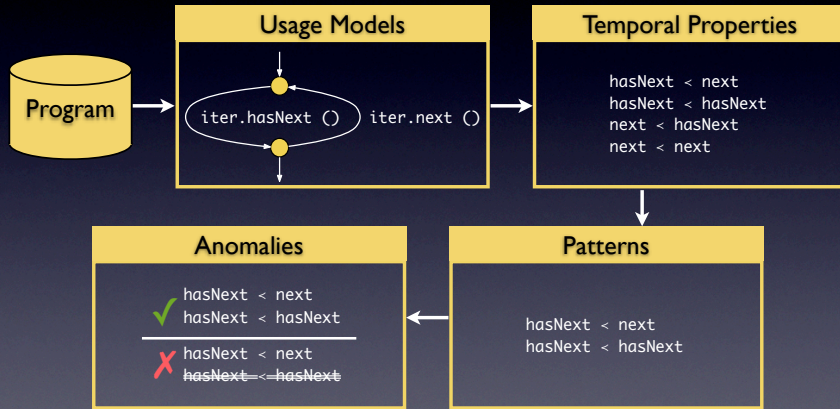 Program
Usage Models
iter.hasNext ()
iter.next ()
Temporal Properties
hasNext < next
hasNext < hasNext
next < hasNext
next < next
Patterns
hasNext < next
hasNext < hasNext
Anomalies
✓
hasNext < next
hasNext < hasNext
✗
hasNext < next
hasNext < hasNext